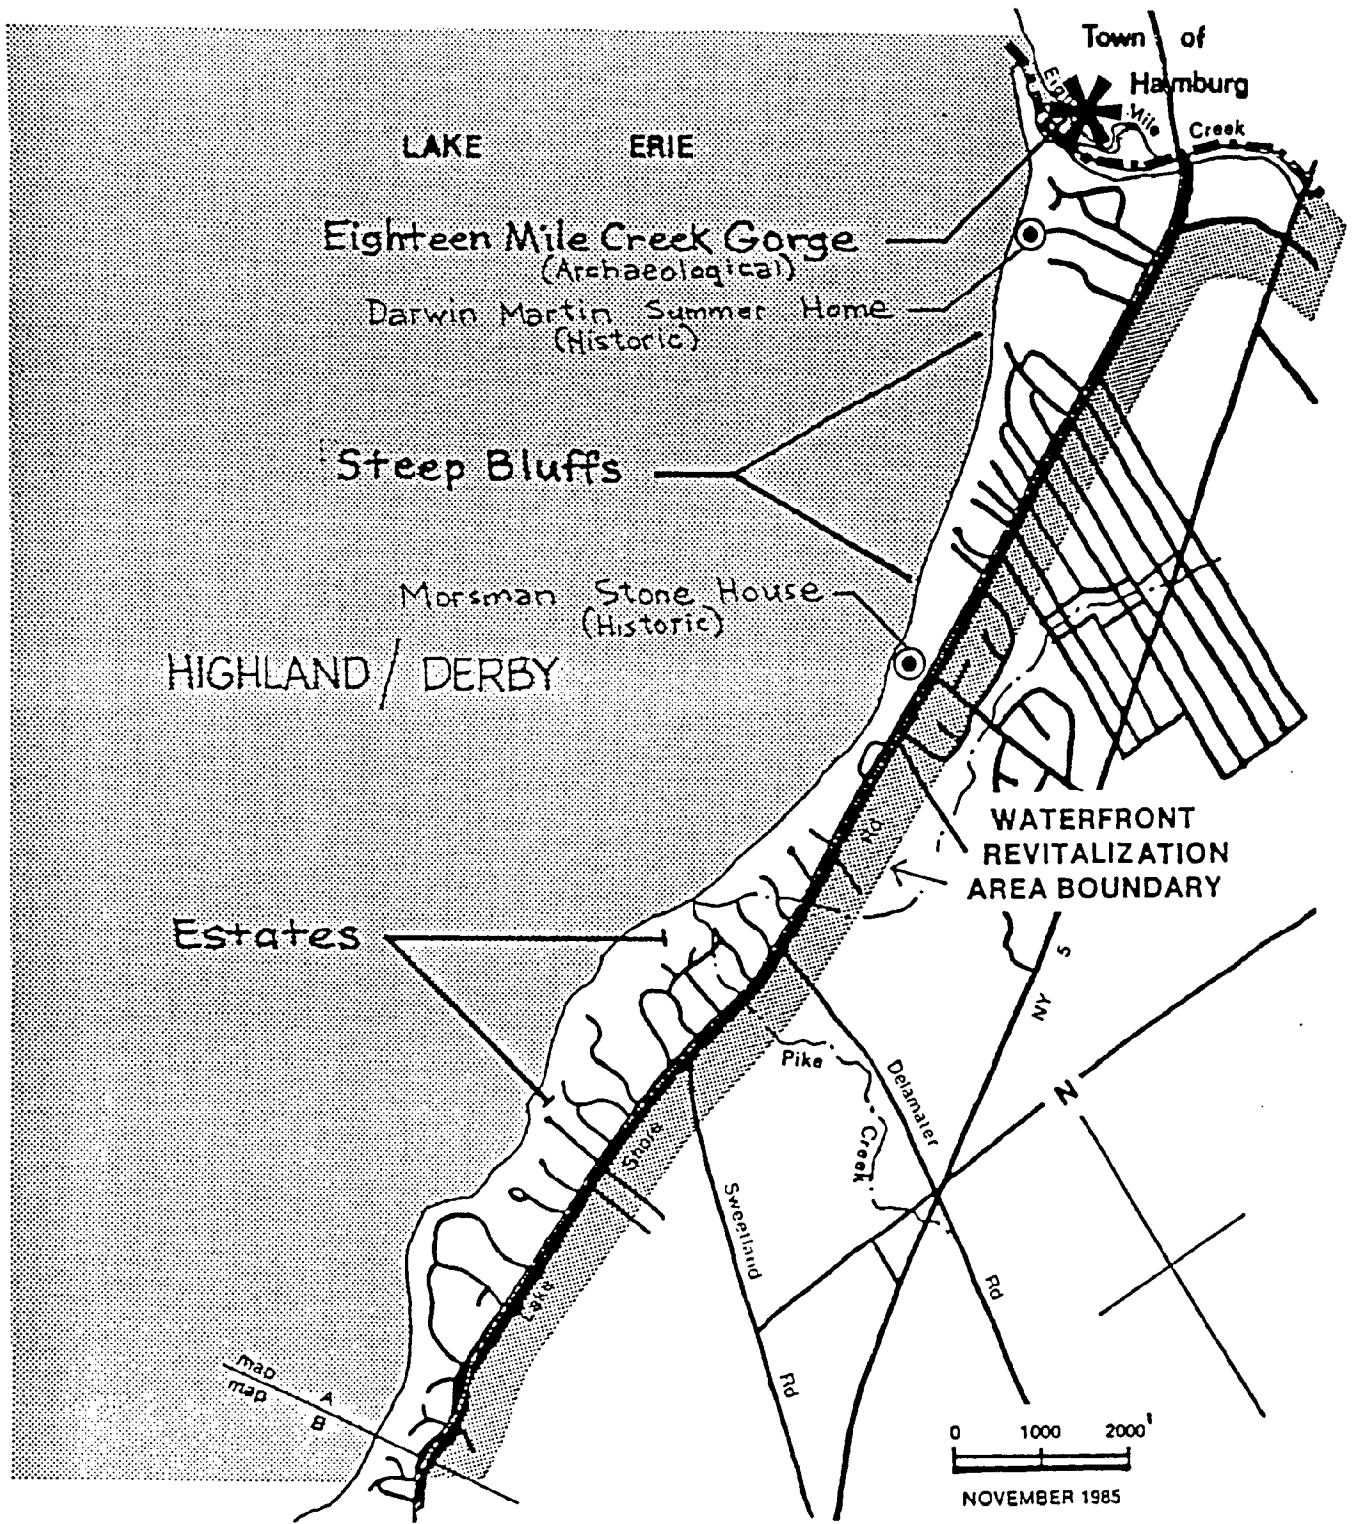 Town of
Hamburg
Eighteen Mile Creek
LAKE ERIE
Eighteen Mile Creek Gorge
(Archaeological)
Darwin Martin Summer Home
(Historic)
Steep Bluffs
Morsman Stone House
(Historic)
HIGHLAND / DERBY
WATERFRONT
REVITALIZATION
AREA BOUNDARY
Rd
Estates
NY 5
N
Pike
Creek
Delamater
Rd
Shore
Lake
Sweetland
Rd
map A
map B
0 1000 2000'
NOVEMBER 1985